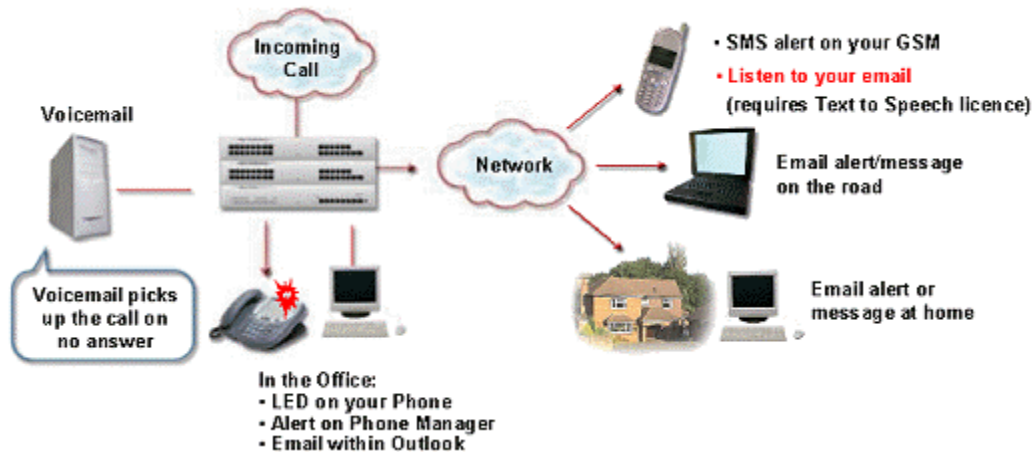 Incoming
Call
• SMS alert on your GSM
• Listen to your email
(requires Text to Speech licence)
Voicemail
Network
Email alert/message
on the road
Voicemail picks
up the call on
no answer
Email alert or
message at home
In the Office:
• LED on your Phone
• Alert on Phone Manager
• Email within Outlook